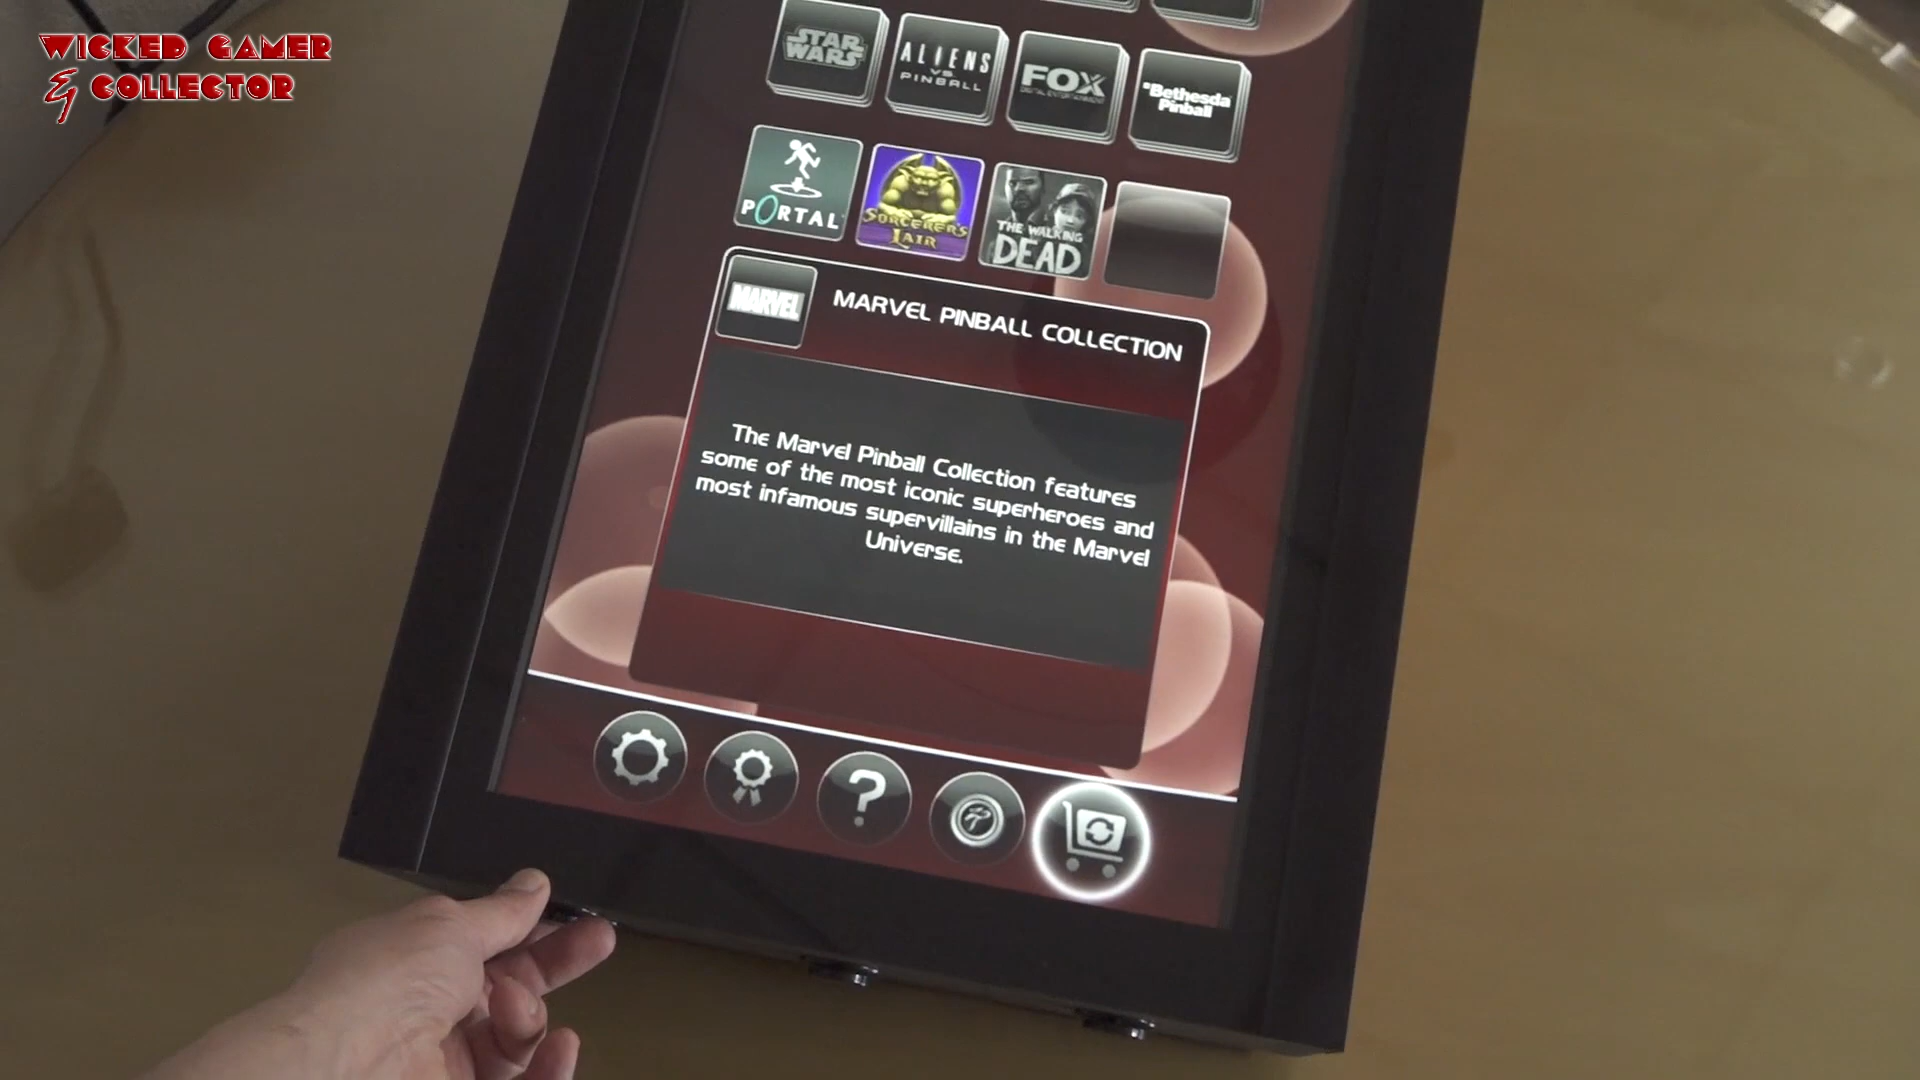 WICKED GAMER
& COLLECTOR
STAR
WARS
ALIENS
VS.
PINBALL
FOX
DIGITAL ENTERTAINMENT
Bethesda
Pinball
PORTAL
SORCERER'S
LAIR
THE WALKING
DEAD
MARVEL
MARVEL PINBALL COLLECTION
The Marvel Pinball Collection features
some of the most iconic superheroes and
most infamous supervillains in the Marvel
Universe.
?